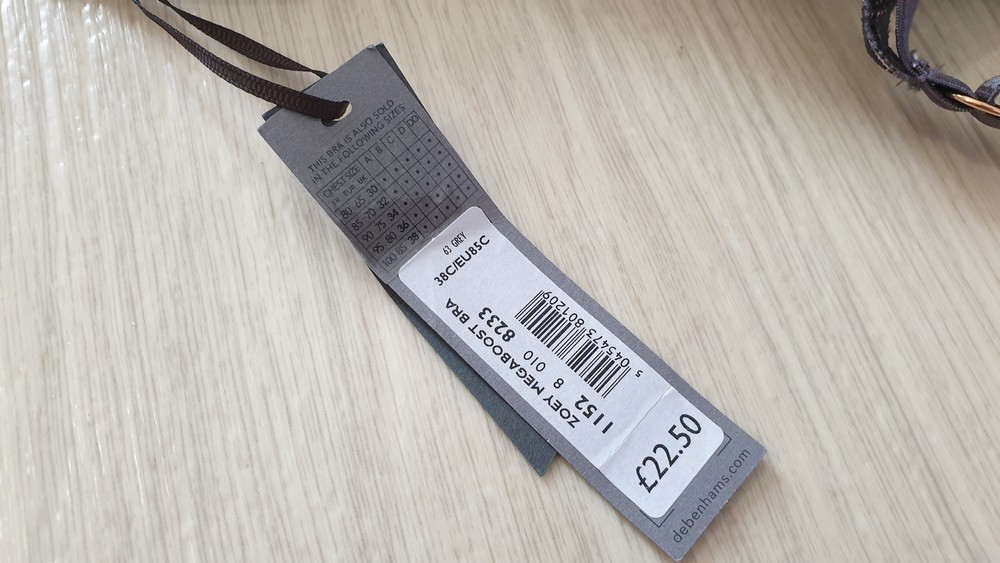 THIS BRA IS ALSO SOLD
IN THE FOLLOWING SIZES
CHEST SIZE A B C D DD
EUR UK
80 65 30
85 70 32
90 75 34
95 80 36
100 85 38
63 GREY
38C/EU85C
ZOEY MEGABOOST BRA
1152 8233
8 010
5 045473 801209
£22.50
debenhams.com